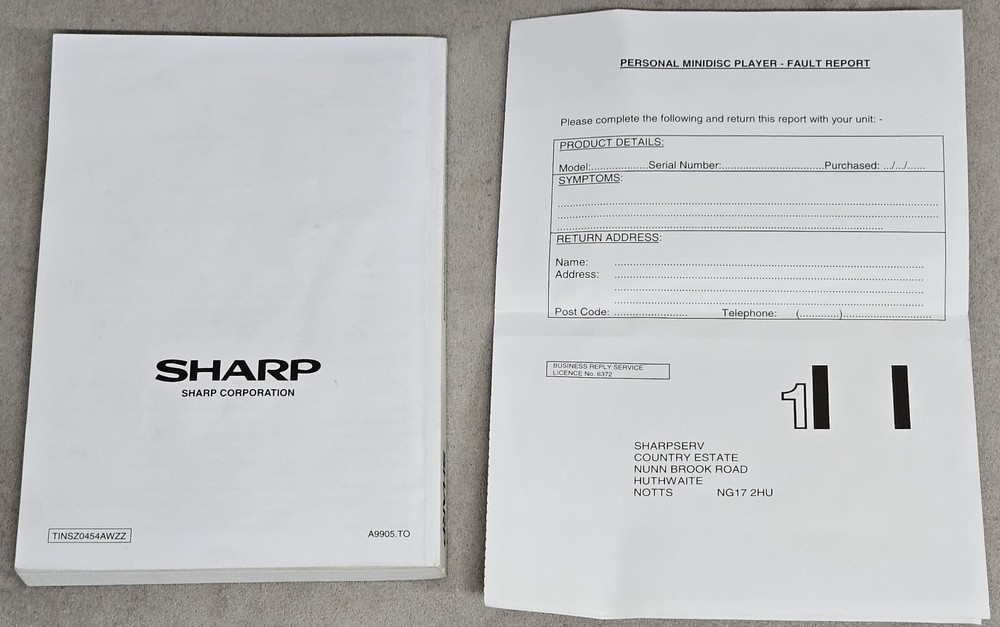 SHARP
SHARP CORPORATION
TINSZ0454AWZZ
A9905.TO
PERSONAL MINIDISC PLAYER - FAULT REPORT
Please complete the following and return this report with your unit: -
PRODUCT DETAILS:
Model:....................Serial Number:...................................Purchased: .../.../......
SYMPTOMS:
RETURN ADDRESS:
Name: ....................................................................................................
Address: ....................................................................................................
Post Code: ......................... Telephone: (..............)..............................
BUSINESS REPLY SERVICE
LICENCE No. 6372
1
SHARPSERV
COUNTRY ESTATE
NUNN BROOK ROAD
HUTHWAITE
NOTTS NG17 2HU